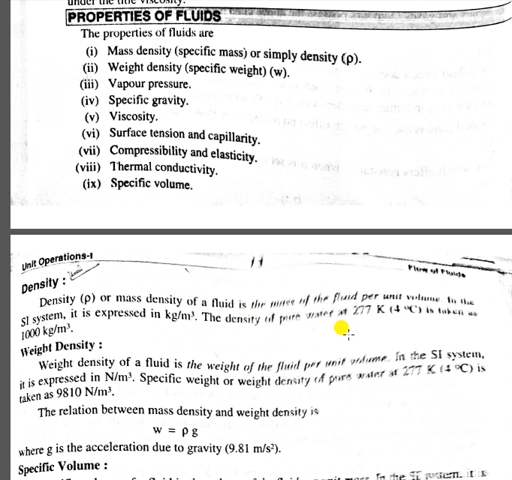 under the title viscosity.
PROPERTIES OF FLUIDS
The properties of fluids are
(i) Mass density (specific mass) or simply density (ρ).
(ii) Weight density (specific weight) (w).
(iii) Vapour pressure.
(iv) Specific gravity.
(v) Viscosity.
(vi) Surface tension and capillarity.
(vii) Compressibility and elasticity.
(viii) Thermal conductivity.
(ix) Specific volume.
Unit Operations-I 11 Flow of Fluids
Density :
Density (ρ) or mass density of a fluid is the mass of the fluid per unit volume. In the
SI system, it is expressed in kg/m³. The density of pure water at 277 K (4 °C) is taken as
1000 kg/m³.
Weight Density :
Weight density of a fluid is the weight of the fluid per unit volume. In the SI system,
it is expressed in N/m³. Specific weight or weight density of pure water at 277 K (4 °C) is
taken as 9810 N/m³.
The relation between mass density and weight density is
w = ρ g
where g is the acceleration due to gravity (9.81 m/s²).
Specific Volume :
In the SI system, it is